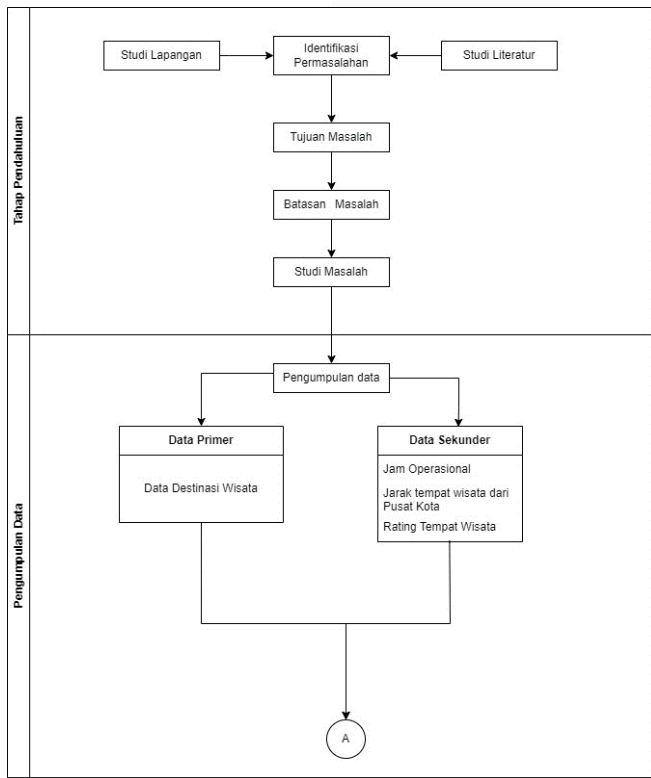 Tahap Pendahuluan
Studi Lapangan
Identifikasi
Permasalahan
Studi Literatur
Tujuan Masalah
Batasan Masalah
Studi Masalah
Pengumpulan Data
Pengumpulan data
Data Primer
Data Destinasi Wisata
Data Sekunder
Jam Operasional
Jarak tempat wisata dari
Pusat Kota
Rating Tempat Wisata
A